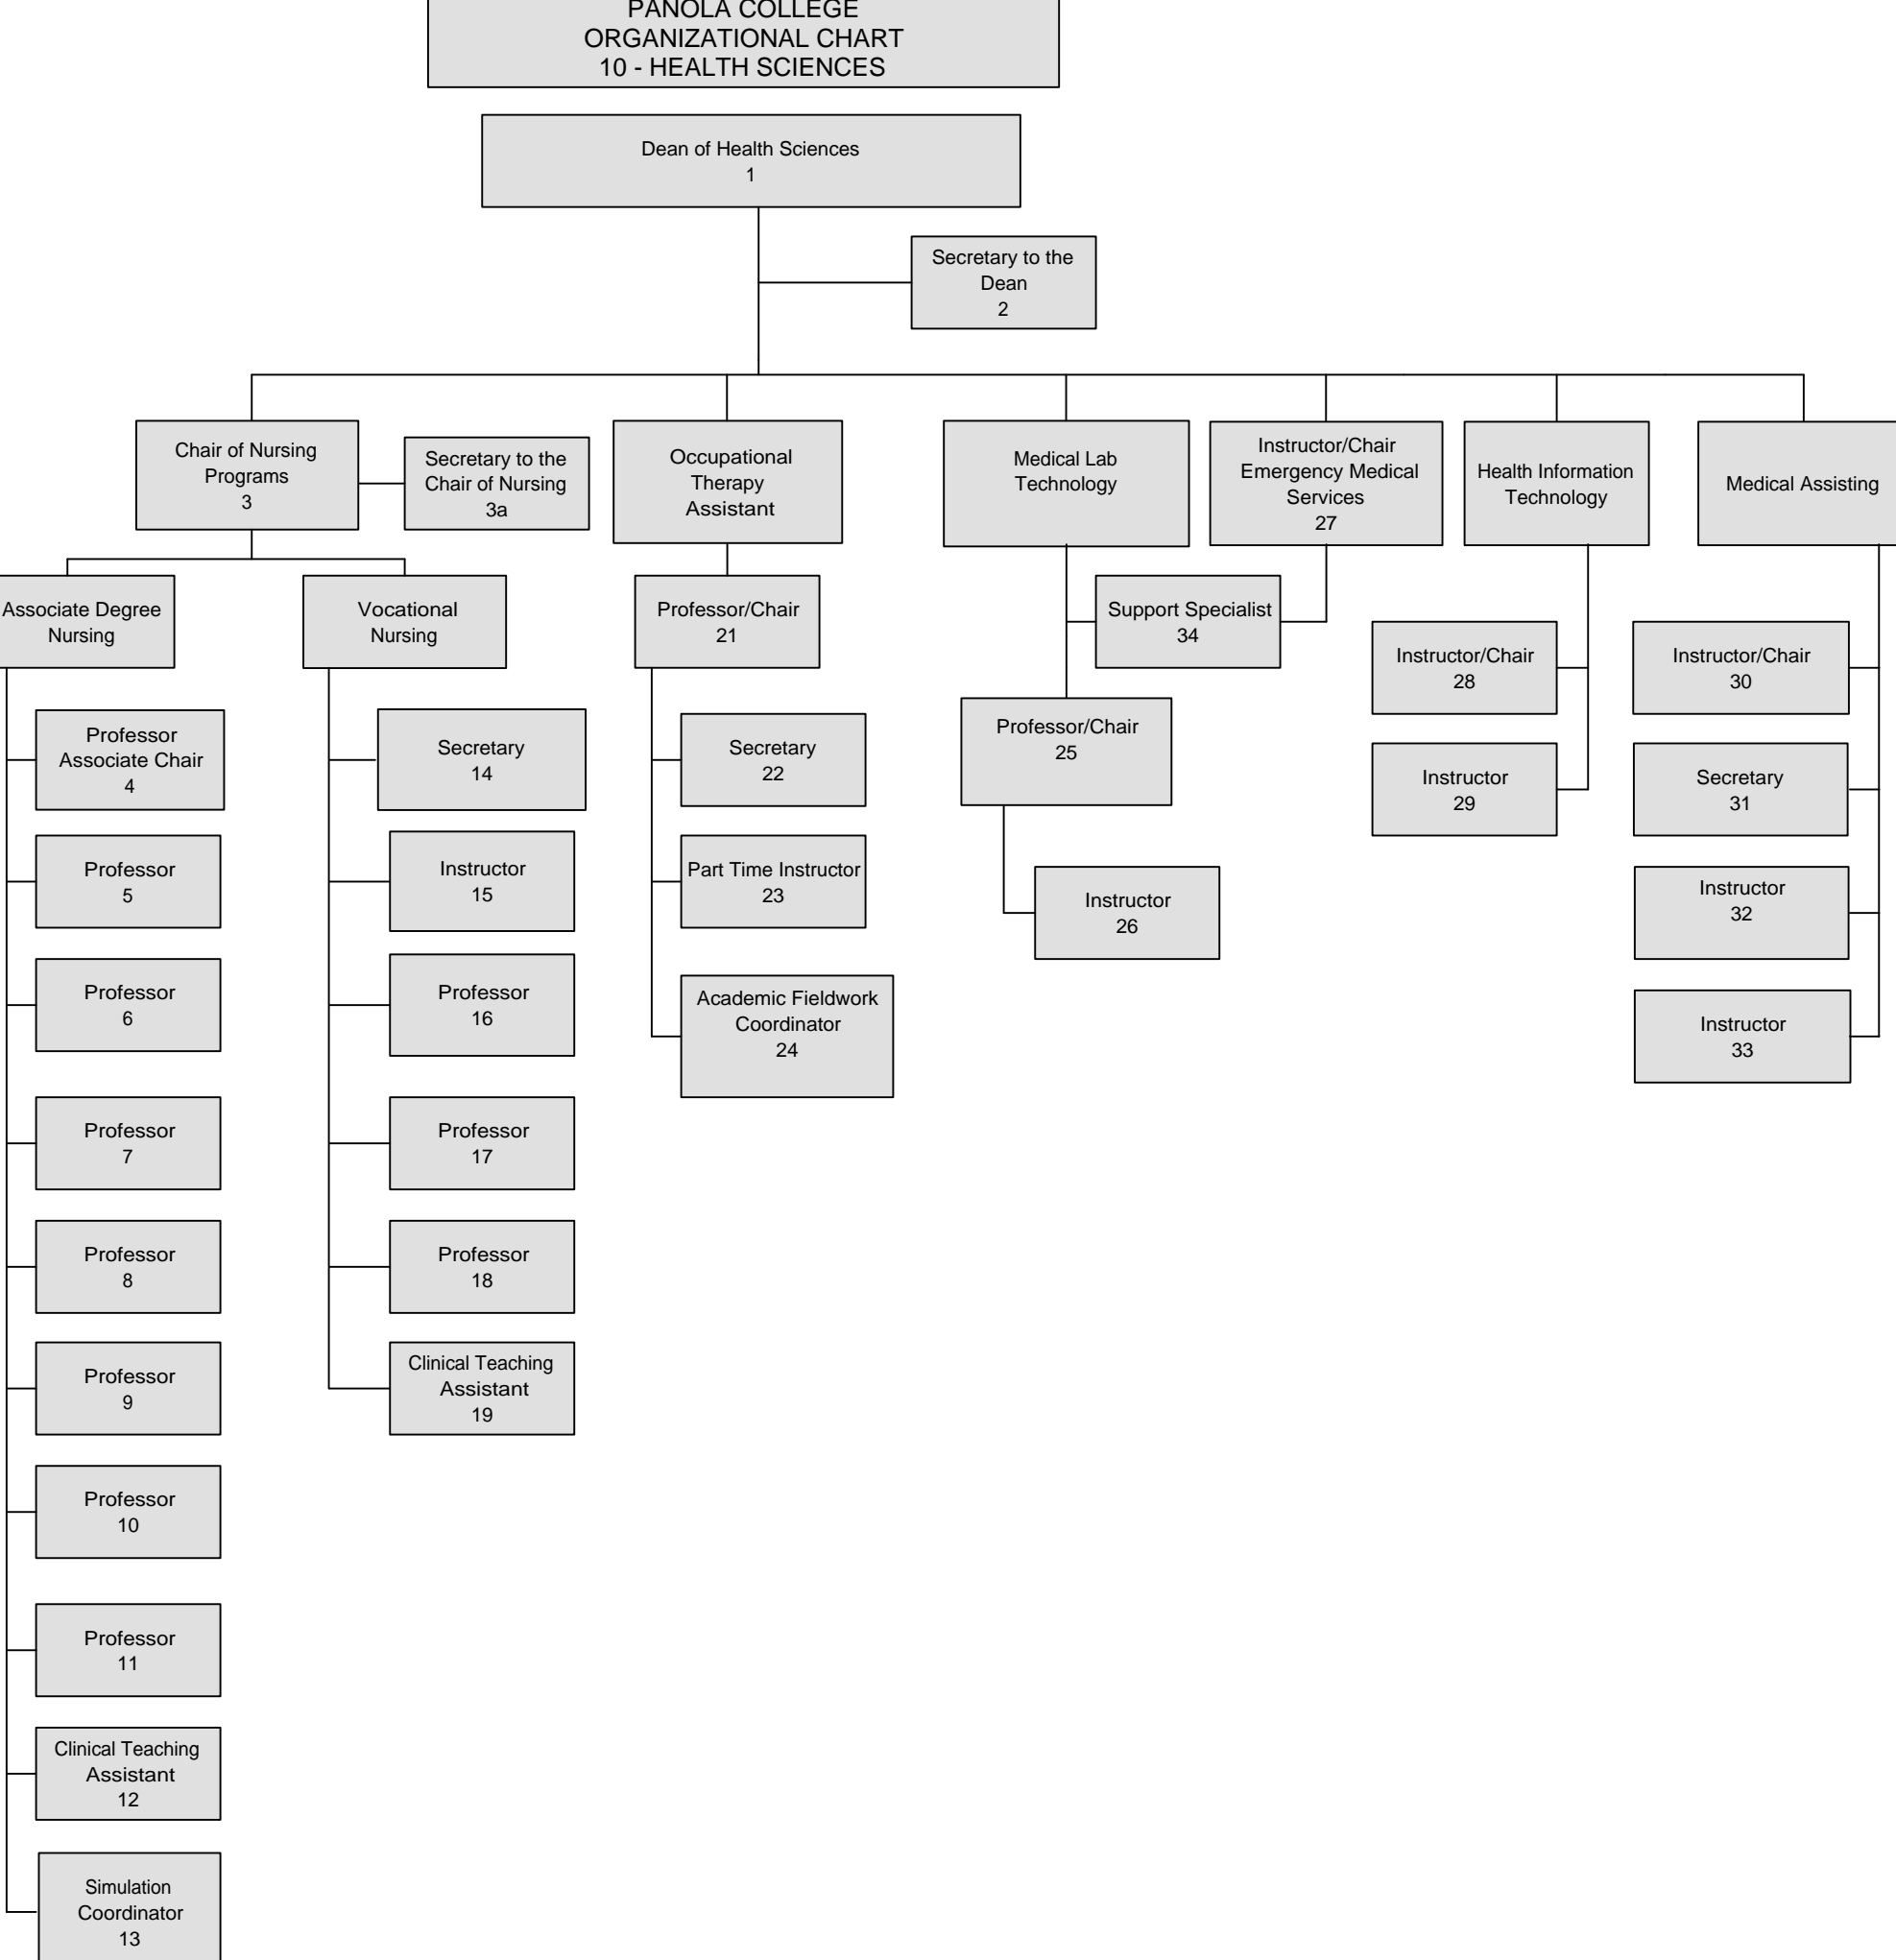 PANOLA COLLEGE
ORGANIZATIONAL CHART
10 - HEALTH SCIENCES
Dean of Health Sciences
1
Secretary to the
Dean
2
Chair of Nursing
Programs
3
Secretary to the
Chair of Nursing
3a
Occupational
Therapy
Assistant
Medical Lab
Technology
Instructor/Chair
Emergency Medical
Services
27
Health Information
Technology
Medical Assisting
Associate Degree
Nursing
Vocational
Nursing
Professor/Chair
21
Support Specialist
34
Instructor/Chair
28
Instructor/Chair
30
Professor
Associate Chair
4
Secretary
14
Secretary
22
Professor/Chair
25
Instructor
29
Secretary
31
Professor
5
Instructor
15
Part Time Instructor
23
Instructor
26
Instructor
32
Professor
6
Professor
16
Academic Fieldwork
Coordinator
24
Instructor
33
Professor
7
Professor
17
Professor
8
Professor
18
Professor
9
Clinical Teaching
Assistant
19
Professor
10
Professor
11
Clinical Teaching
Assistant
12
Simulation
Coordinator
13